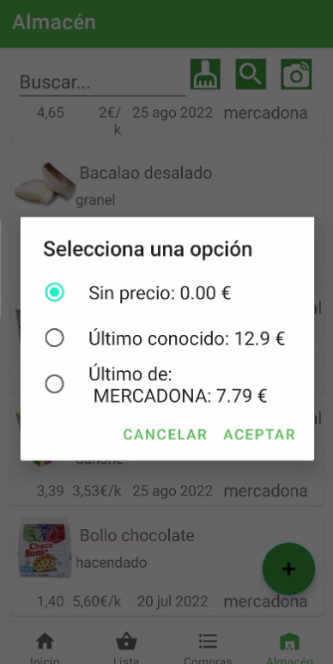 Almacén
Buscar...
4,65 2€/ 25 ago 2022 mercadona
k
Bacalao desalado
granel
Selecciona una opción
Sin precio: 0.00 €
Último conocido: 12.9 €
Último de:
MERCADONA: 7.79 €
CANCELAR ACEPTAR
3,39 3,53€/k 25 ago 2022 mercadona
Bollo chocolate
hacendado
1,40 5,60€/k 20 jul 2022 mercadona
+
Inicio Lista Compras Almacén